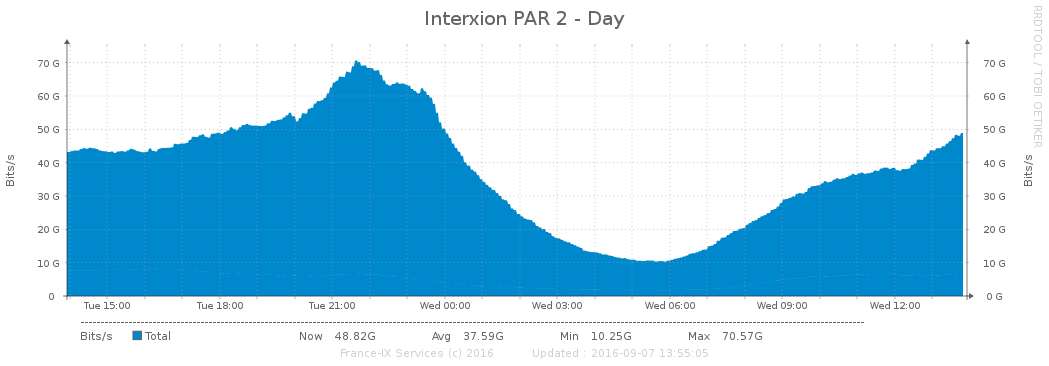 Interxion PAR 2 - Day
RRDTOOL / TOBI OETIKER
Bits/s
Bits/s
70 G 70 G
60 G 60 G
50 G 50 G
40 G 40 G
30 G 30 G
20 G 20 G
10 G 10 G
0 0 G
Tue 15:00 Tue 18:00 Tue 21:00 Wed 00:00 Wed 03:00 Wed 06:00 Wed 09:00 Wed 12:00
Bits/s Total Now 48.82G Avg 37.59G Min 10.25G Max 70.57G
France-IX Services (c) 2016 Updated : 2016-09-07 13:55:05